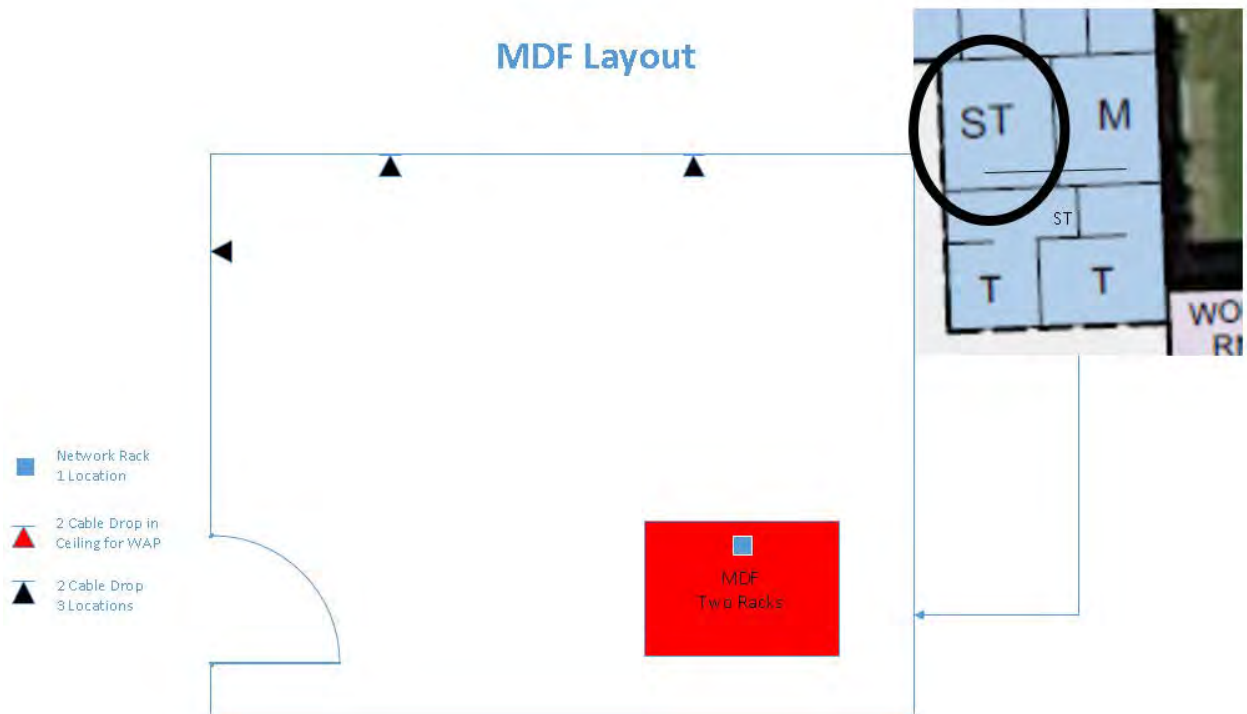 MDF Layout
ST
M
ST
T
T
WO
R
Network Rack
1 Location
2 Cable Drop in
Ceiling for WAP
2 Cable Drop
3 Locations
MDF
Two Racks